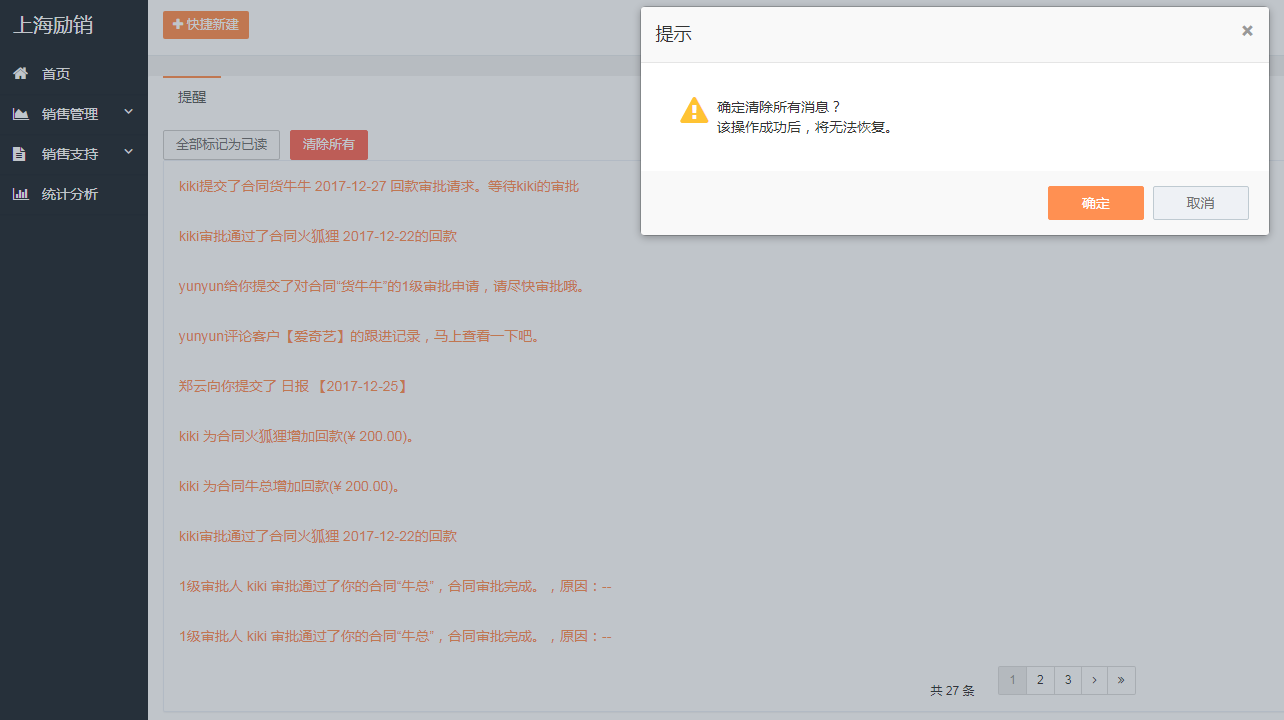 上海励销
首页
销售管理
销售支持
统计分析
快捷新建
提醒
全部标记为已读 清除所有
kiki提交了合同货牛牛 2017-12-27 回款审批请求。等待kiki的审批
kiki审批通过了合同火狐狸 2017-12-22的回款
yunyun给你提交了对合同“货牛牛”的1级审批申请，请尽快审批哦。
yunyun评论客户【爱奇艺】的跟进记录，马上查看一下吧。
郑云向你提交了 日报 【2017-12-25】
kiki 为合同火狐狸增加回款(¥ 200.00)。
kiki 为合同牛总增加回款(¥ 200.00)。
kiki审批通过了合同火狐狸 2017-12-22的回款
1级审批人 kiki 审批通过了你的合同“牛总”，合同审批完成。，原因：--
1级审批人 kiki 审批通过了你的合同“牛总”，合同审批完成。，原因：--
共 27 条 1 2 3 › »
提示 ×
确定清除所有消息？
该操作成功后，将无法恢复。
确定 取消